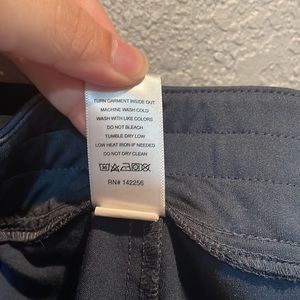 TURN GARMENT INSIDE OUT
MACHINE WASH COLD
WASH WITH LIKE COLORS
DO NOT BLEACH
TUMBLE DRY LOW
LOW HEAT IRON IF NEEDED
DO NOT DRY CLEAN
RN# 142256